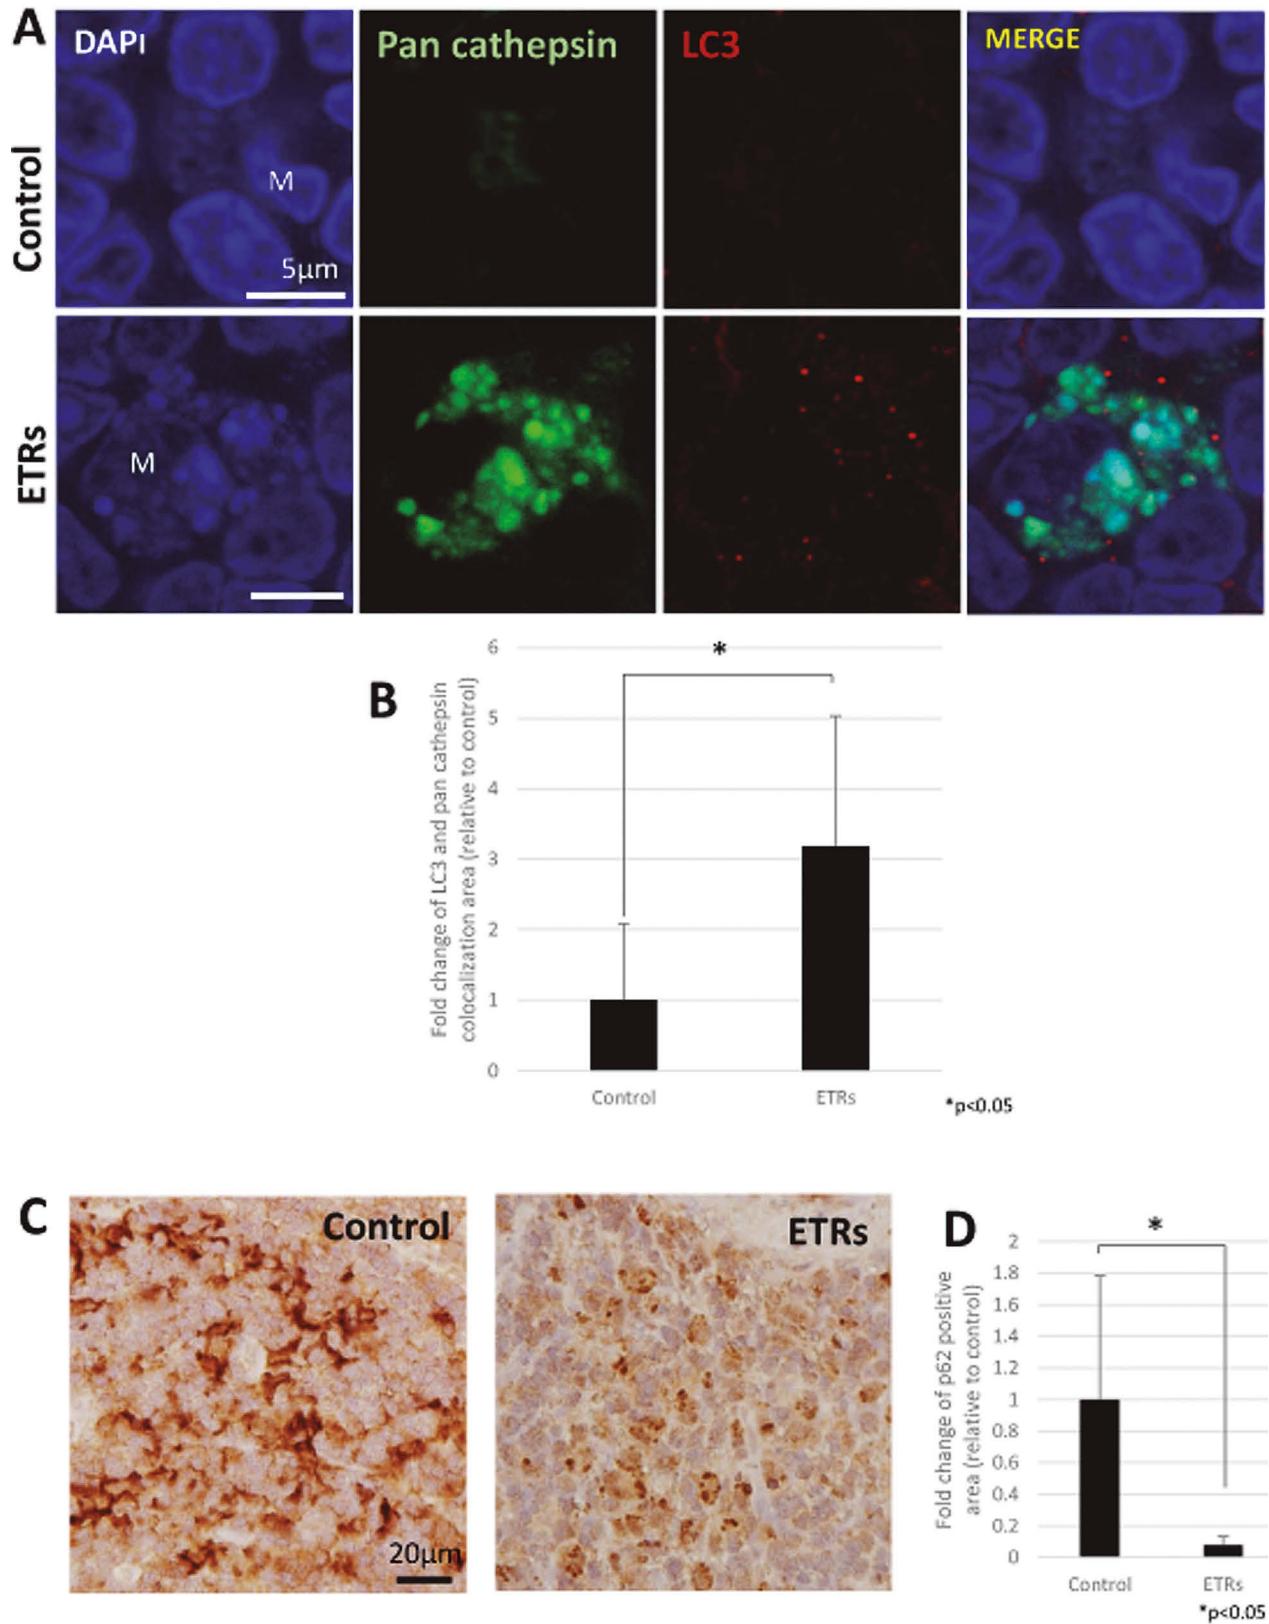 A
DAPI
Pan cathepsin
LC3
MERGE
Control
M
5μm
ETRs
M
B
Fold change of LC3 and pan cathepsin
colocalization area (relative to control)
6
5
4
3
2
1
0
*
Control
ETRs
*p<0.05
C
Control
20μm
ETRs
D
Fold change of p62 positive
area (relative to control)
2
1.8
1.6
1.4
1.2
1
0.8
0.6
0.4
0.2
0
*
Control
ETRs
*p<0.05